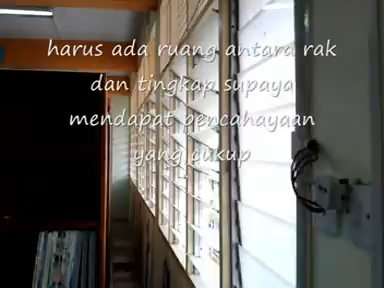 harus ada ruang antara rak
dan tingkap supaya
mendapat pencahayaan
yang cukup